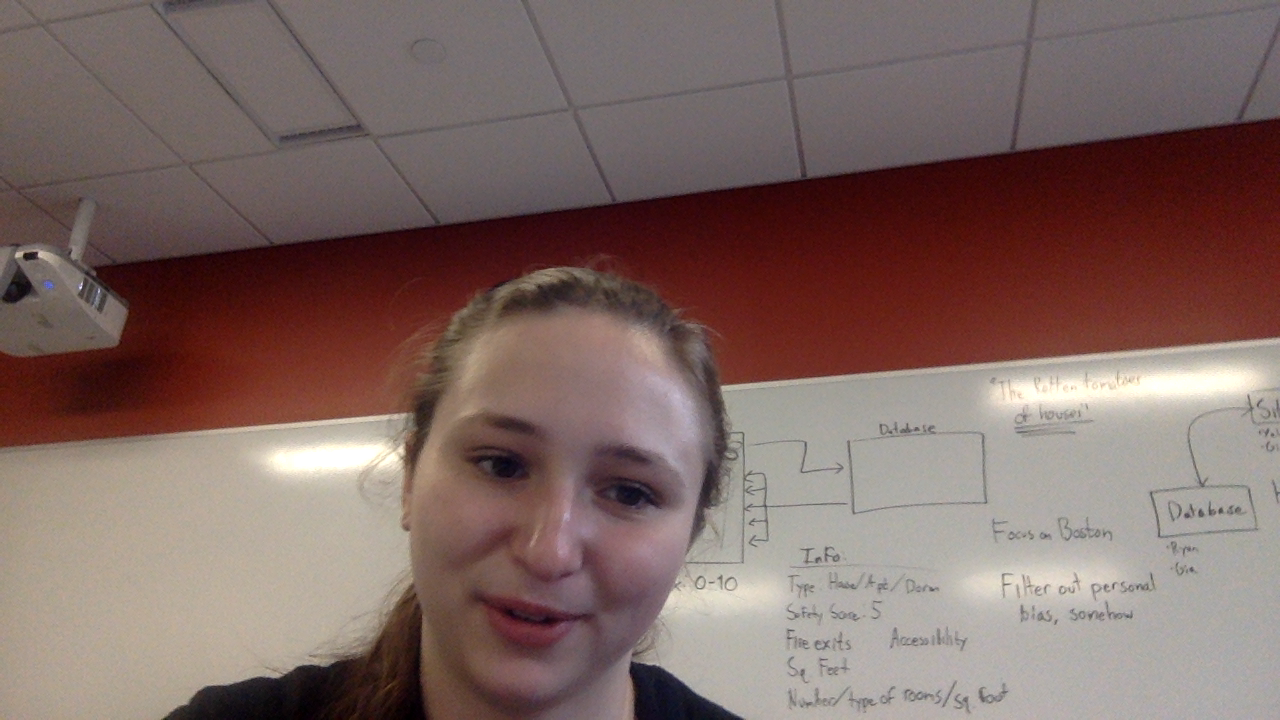 "The Rotten tomatoes
of houses"
Database
Database
Focus on Boston
0-10
Info:
Type House/Apt/Dorm
Safety Score: 5
Fire exits Accessibility
Sq Feet
Number/type of rooms/sq foot
Filter out personal
bias, somehow